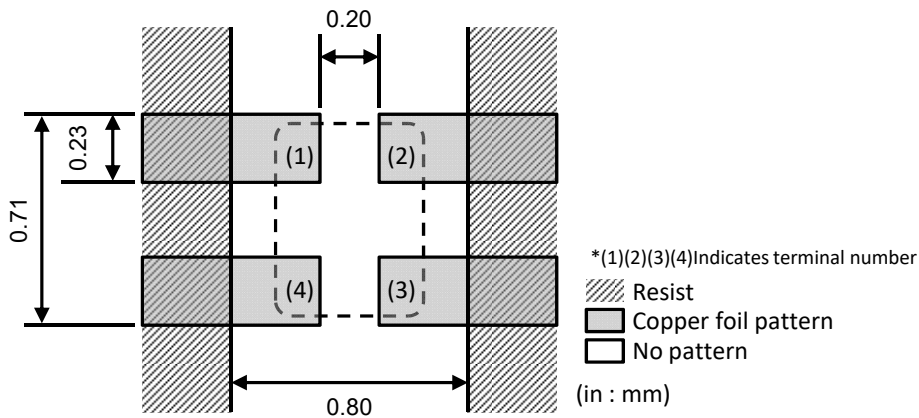 0.20
0.23
0.71
(1)
(2)
(4)
(3)
0.80
*(1)(2)(3)(4)Indicates terminal number
Resist
Copper foil pattern
No pattern
(in : mm)